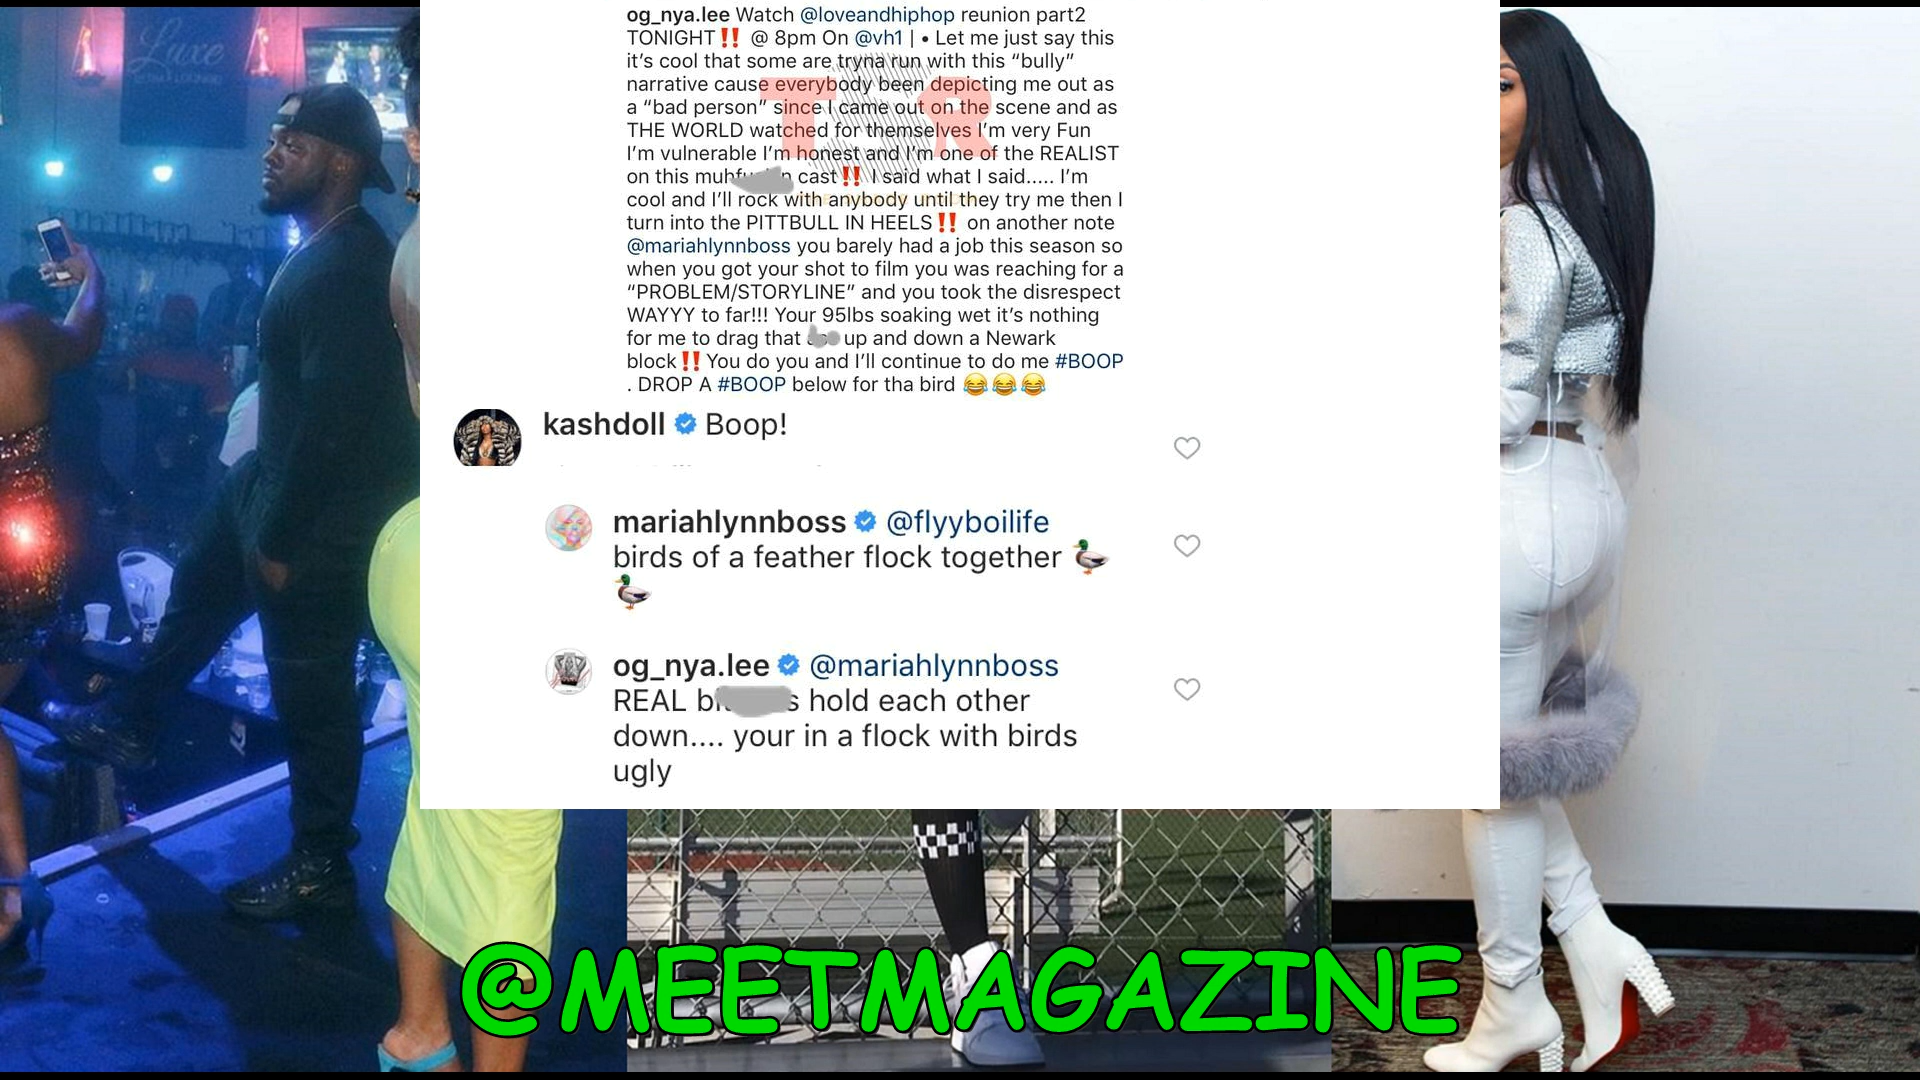 Luxe
og_nya.lee Watch @loveandhiphop reunion part2
TONIGHT‼️ @ 8pm On @vh1 | • Let me just say this
it's cool that some are tryna run with this “bully”
narrative cause everybody been depicting me out as
a “bad person” since I came out on the scene and as
THE WORLD watched for themselves I'm very Fun
I'm vulnerable I'm honest and I'm one of the REALIST
on this cast‼️ I said what I said..... I'm
cool and I'll rock with anybody until they try me then I
turn into the PITTBULL IN HEELS‼️ on another note
@mariahlynnboss you barely had a job this season so
when you got your shot to film you was reaching for a
“PROBLEM/STORYLINE” and you took the disrespect
WAYYY to far!!! Your 95lbs soaking wet it's nothing
for me to drag that up and down a Newark
block‼️ You do you and I'll continue to do me #BOOP
. DROP A #BOOP below for tha bird 😂😂😂
kashdoll Boop!
mariahlynnboss @flyyboilife
birds of a feather flock together 🦆
🦆
og_nya.lee @mariahlynnboss
REAL hold each other
down.... your in a flock with birds
ugly
@MEETMAGAZINE